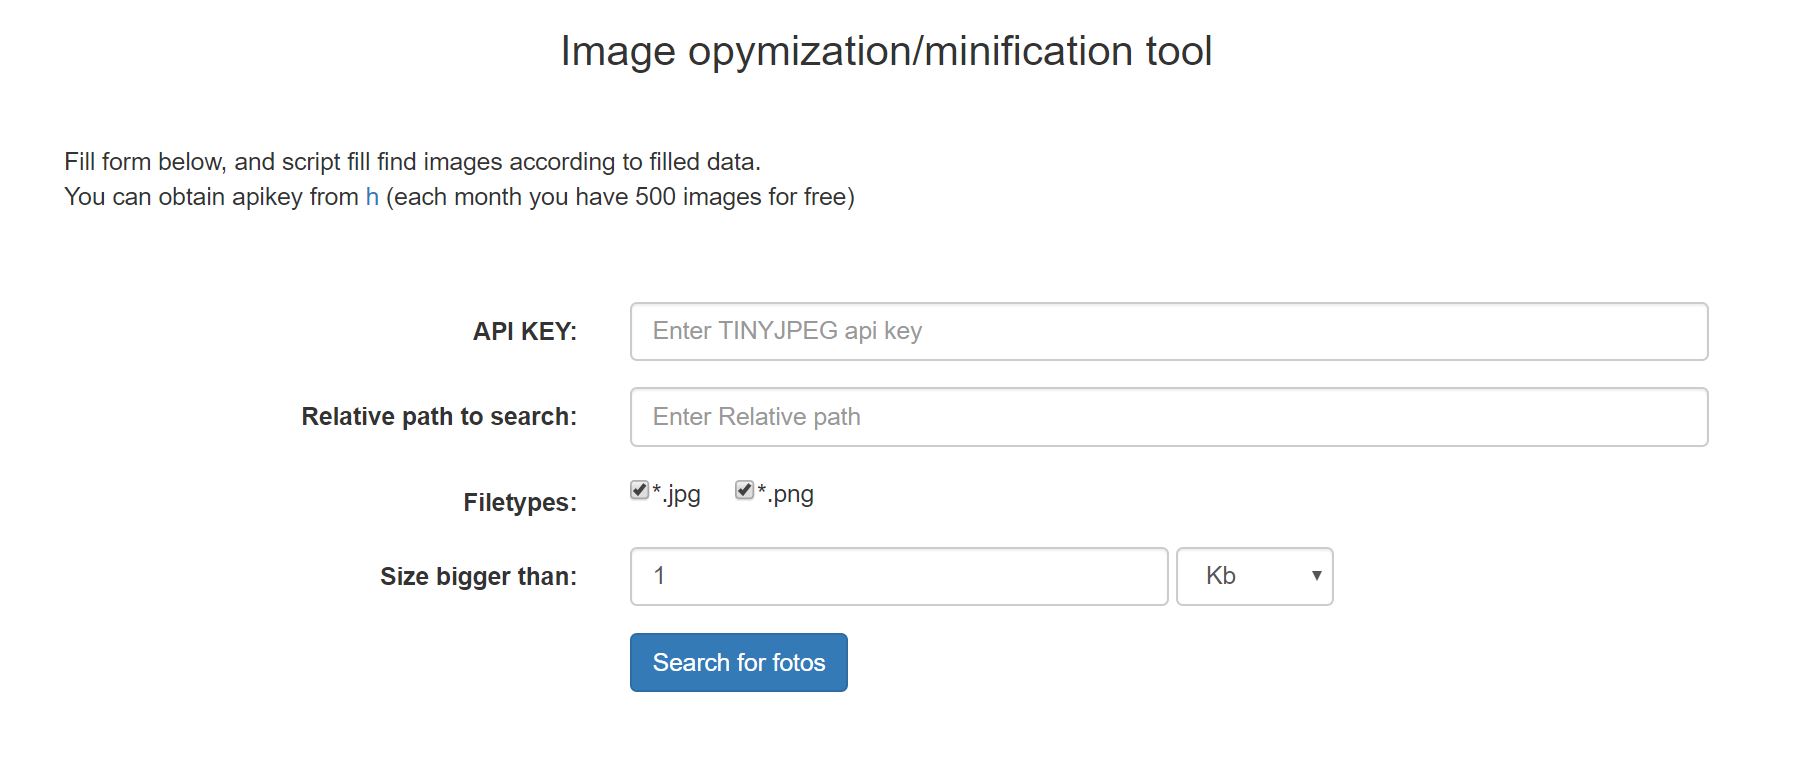 Image opymization/minification tool
Fill form below, and script fill find images according to filled data.
You can obtain apikey from h (each month you have 500 images for free)
API KEY: Enter TINYJPEG api key
Relative path to search: Enter Relative path
Filetypes: *.jpg *.png
Size bigger than: 1 Kb
Search for fotos